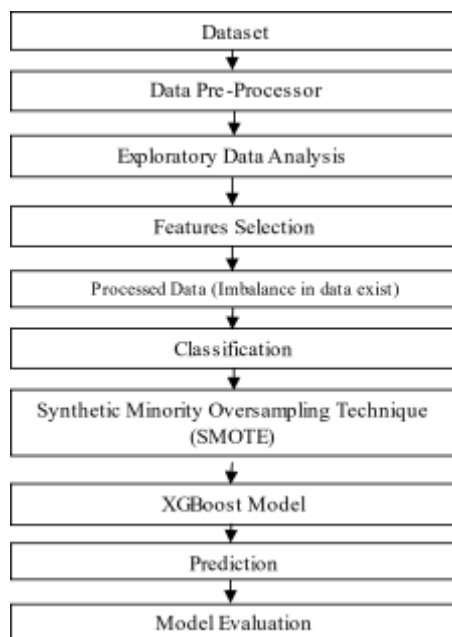 Dataset
Data Pre-Processor
Exploratory Data Analysis
Features Selection
Processed Data (Imbalance in data exist)
Classification
Synthetic Minority Oversampling Technique
(SMOTE)
XGBoost Model
Prediction
Model Evaluation